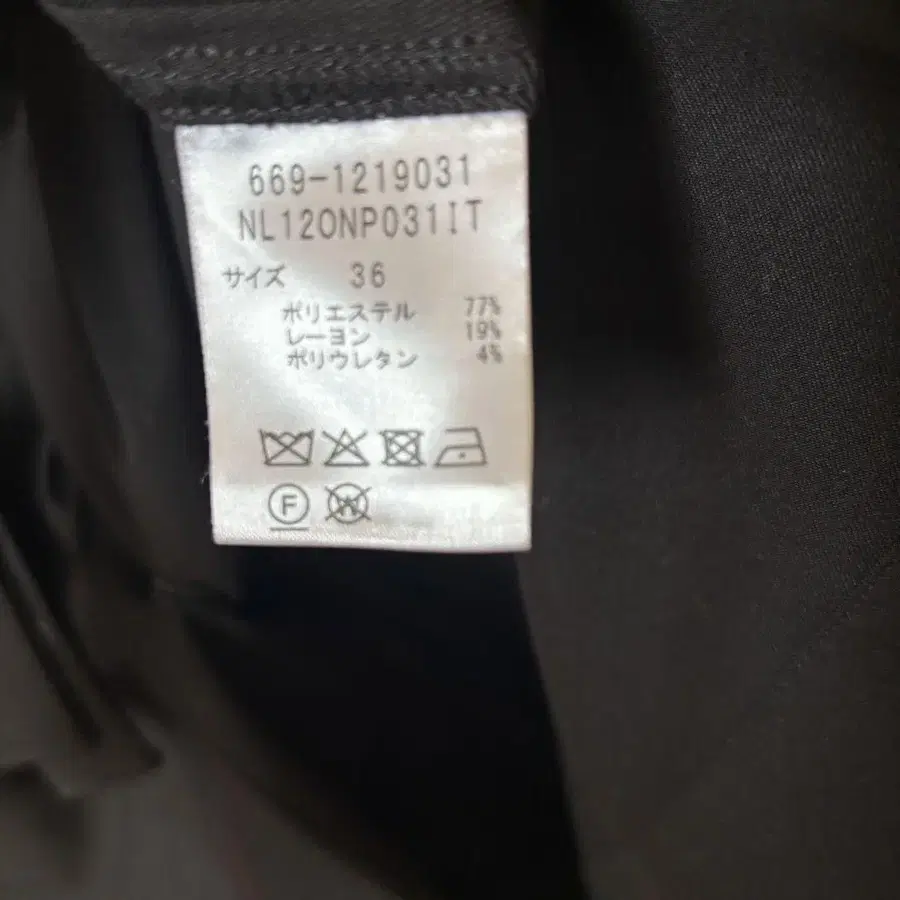 669-1219031
NL12ONP031IT
サイズ 36
ポリエステル 77%
レーヨン 19%
ポリウレタン 4%
F
W